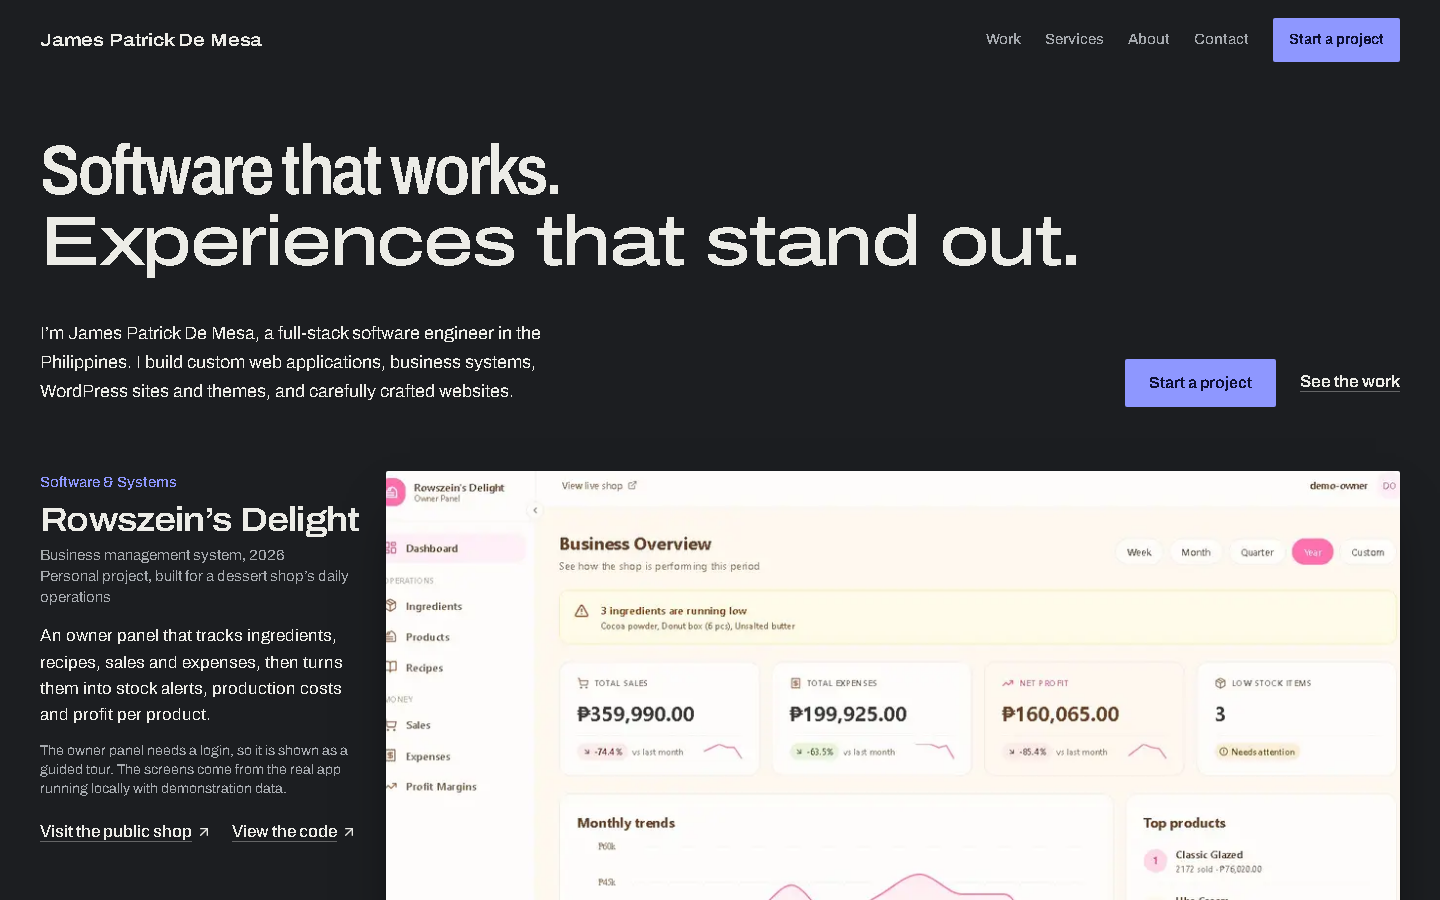 James Patrick De Mesa
Work
Services
About
Contact
Start a project
Software that works.
Experiences that stand out.
I’m James Patrick De Mesa, a full-stack software engineer in the
Philippines. I build custom web applications, business systems,
WordPress sites and themes, and carefully crafted websites.
Start a project
See the work
Software & Systems
Rowszein’s Delight
Business management system, 2026
Personal project, built for a dessert shop’s daily
operations
An owner panel that tracks ingredients,
recipes, sales and expenses, then turns
them into stock alerts, production costs
and profit per product.
The owner panel needs a login, so it is shown as a
guided tour. The screens come from the real app
running locally with demonstration data.
Visit the public shop
View the code
Rowszein's Delight
Owner Panel
Dashboard
OPERATIONS
Ingredients
Products
Recipes
MONEY
Sales
Expenses
Profit Margins
View live shop
demo-owner
DO
Business Overview
See how the shop is performing this period
Week
Month
Quarter
Year
Custom
3 ingredients are running low
Cocoa powder, Donut box (6 pcs), Unsalted butter
TOTAL SALES
₱359,990.00
-74.4% vs last month
TOTAL EXPENSES
₱199,925.00
-63.5% vs last month
NET PROFIT
₱160,065.00
-85.4% vs last month
LOW STOCK ITEMS
3
Needs attention
Monthly trends
₱60k
₱45k
Top products
1
Classic Glazed
2172 sold · ₱76,020.00